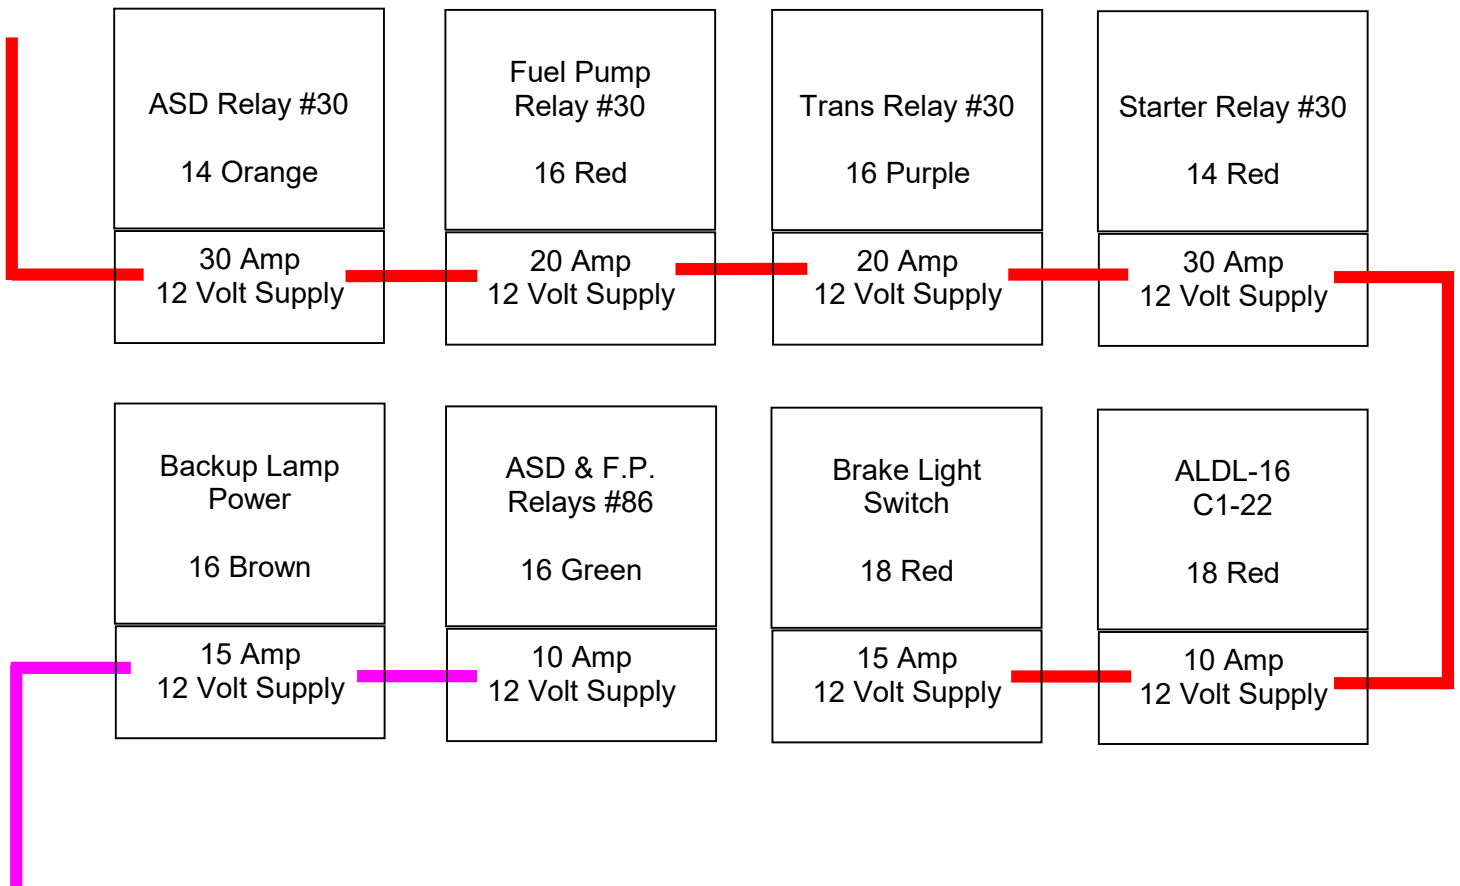 ASD Relay #30
14 Orange
30 Amp
12 Volt Supply
Fuel Pump
Relay #30
16 Red
20 Amp
12 Volt Supply
Trans Relay #30
16 Purple
20 Amp
12 Volt Supply
Starter Relay #30
14 Red
30 Amp
12 Volt Supply
Backup Lamp
Power
16 Brown
15 Amp
12 Volt Supply
ASD & F.P.
Relays #86
16 Green
10 Amp
12 Volt Supply
Brake Light
Switch
18 Red
15 Amp
12 Volt Supply
ALDL-16
C1-22
18 Red
10 Amp
12 Volt Supply